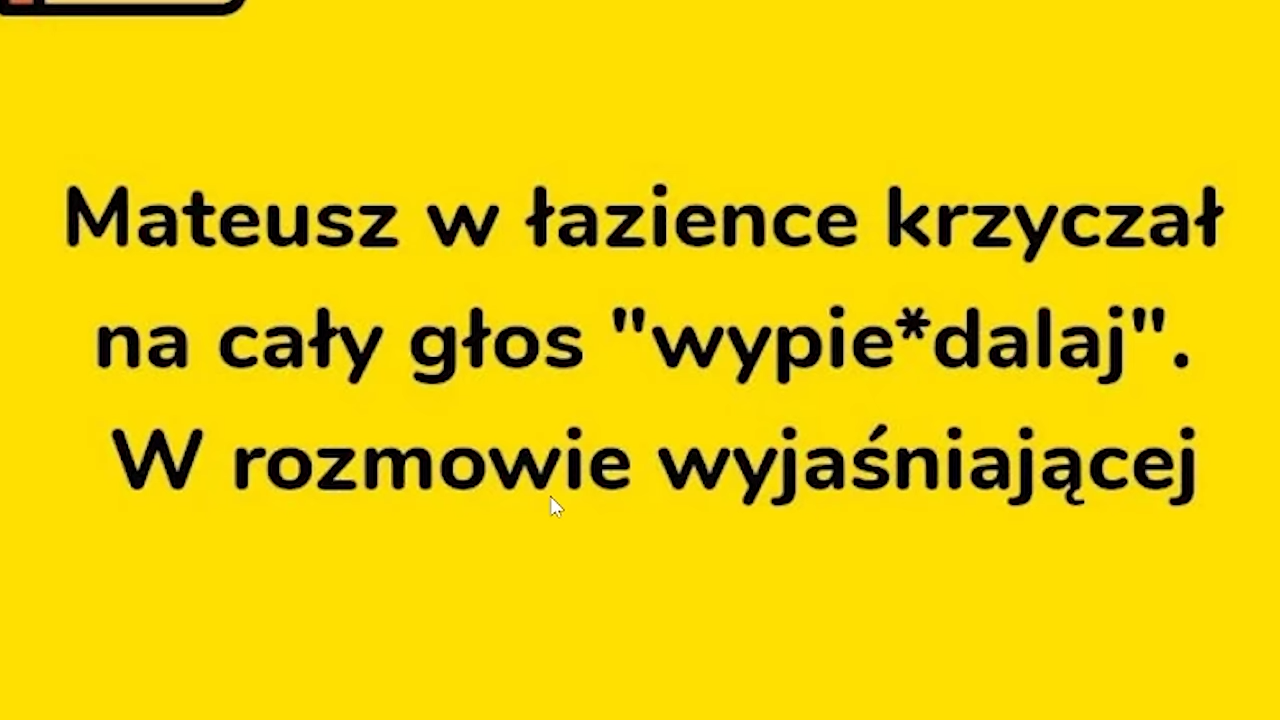 Mateusz w łazience krzyczał
na cały głos "wypie*dalaj".
W rozmowie wyjaśniającej